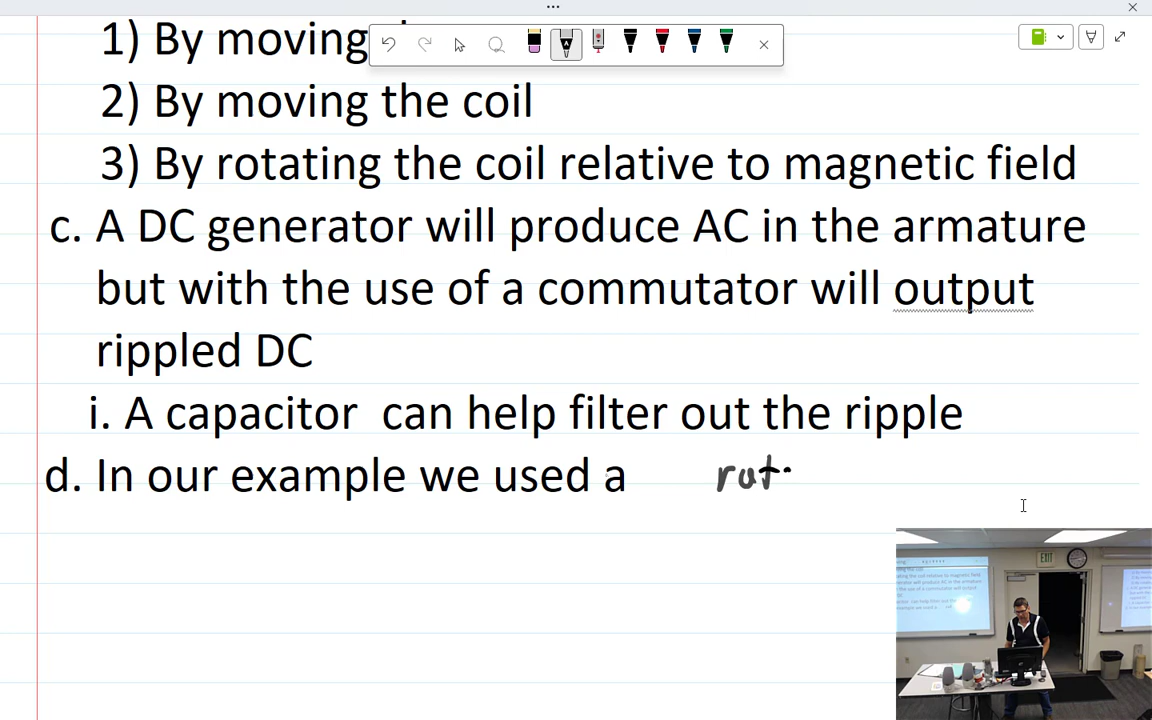 1) By moving
2) By moving the coil
3) By rotating the coil relative to magnetic field
c. A DC generator will produce AC in the armature
but with the use of a commutator will output
rippled DC
i. A capacitor can help filter out the ripple
d. In our example we used a rot
EXIT